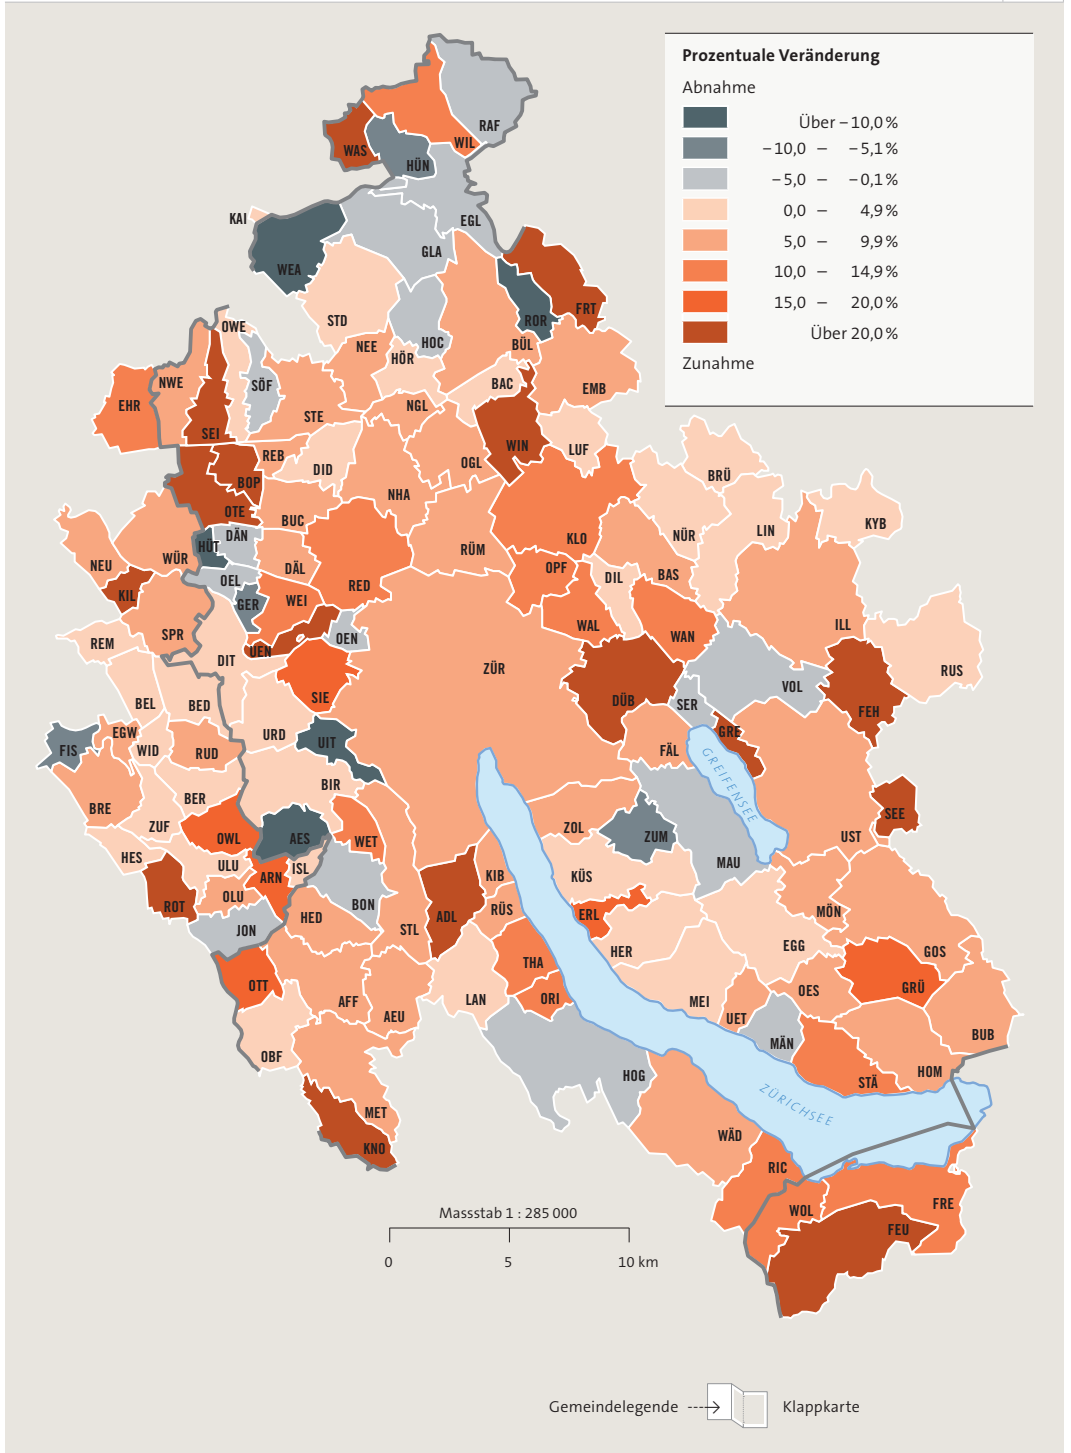 Prozentuale Veränderung
Abnahme
Über –10,0 %
–10,0 – –5,1 %
–5,0 – –0,1 %
0,0 – 4,9 %
5,0 – 9,9 %
10,0 – 14,9 %
15,0 – 20,0 %
Über 20,0 %
Zunahme
RAF
WIL
WAS
HÜN
KAI
EGL
GLA
WEA
FRT
ROR
STD
OWE
HOC
NEE
BÜL
HÖR
NWE
SÖF
BAC
EMB
EHR
NGL
STE
SEI
WIN
LUF
REB
OGL
DID
BRÜ
BOP
NHA
OTE
BUC
KYB
LIN
DÄN
NÜR
KLO
HÜT
RÜM
WÜR
NEU
DÄL
OPF
BAS
DIL
OEL
RED
KIL
WEI
GER
WAL
ILL
SPR
WAN
OEN
REM
UEN
DIT
ZÜR
RUS
VOL
SIE
DÜB
BEL
BED
SER
FEH
EGW
URD
GRE
UIT
FIS
WID
RUD
FÄL
GREIFENSEE
BIR
BER
BRE
ZUF
ZOL
SEE
OWL
AES
WET
ZUM
UST
HES
ULU
ISL
MAU
ARN
KIB
KÜS
OLU
ROT
BON
RÜS
MÖN
ERL
HED
ADL
JON
STL
EGG
HER
GOS
THA
OTT
GRÜ
OES
ORI
LAN
AFF
MEI
AEU
UET
BUB
MÄN
OBF
HOM
HOG
STÄ
ZÜRICHSEE
MET
WÄD
KNO
RIC
FRE
WOL
FEU
Massstab 1 : 285 000
0 5 10 km
Gemeindelegende Klappkarte